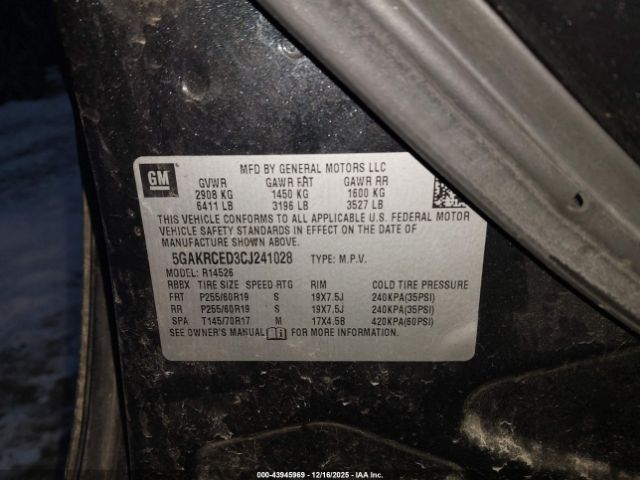 GM
MFD BY GENERAL MOTORS LLC
GVWR GAWR FRT GAWR RR
2908 KG 1450 KG 1600 KG
6411 LB 3196 LB 3527 LB
THIS VEHICLE CONFORMS TO ALL APPLICABLE U.S. FEDERAL MOTOR
VEHICLE SAFETY STANDARDS IN EFFECT ON THE DATE OF
MANUFACTURE SHOWN ABOVE.
5GAKRCED3CJ241028 TYPE: M.P.V.
MODEL: R14526
RBBX TIRE SIZE SPEED RTG RIM COLD TIRE PRESSURE
FRT P255/60R19 S 19X7.5J 240KPA(35PSI)
RR P255/60R19 S 19X7.5J 240KPA(35PSI)
SPA T145/70R17 M 17X4.5B 420KPA(60PSI)
SEE OWNER'S MANUAL FOR MORE INFORMATION.
000-43945969 | 12/16/2025 | IAA Inc.